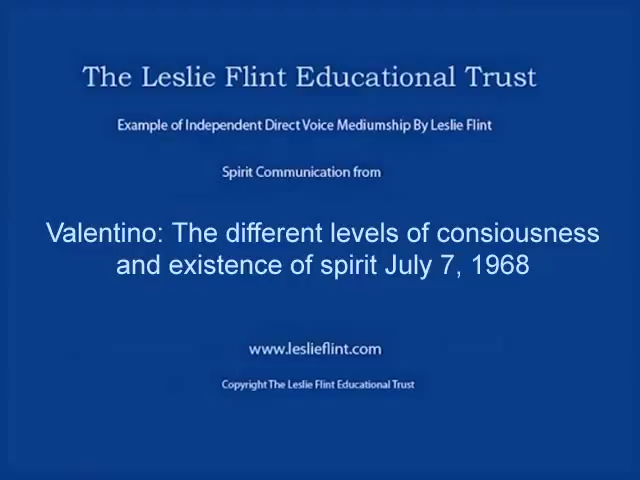 The Leslie Flint Educational Trust
Example of Independent Direct Voice Mediumship By Leslie Flint
Spirit Communication from
Valentino: The different levels of consiousness
and existence of spirit July 7, 1968
www.leslieflint.com
Copyright The Leslie Flint Educational Trust